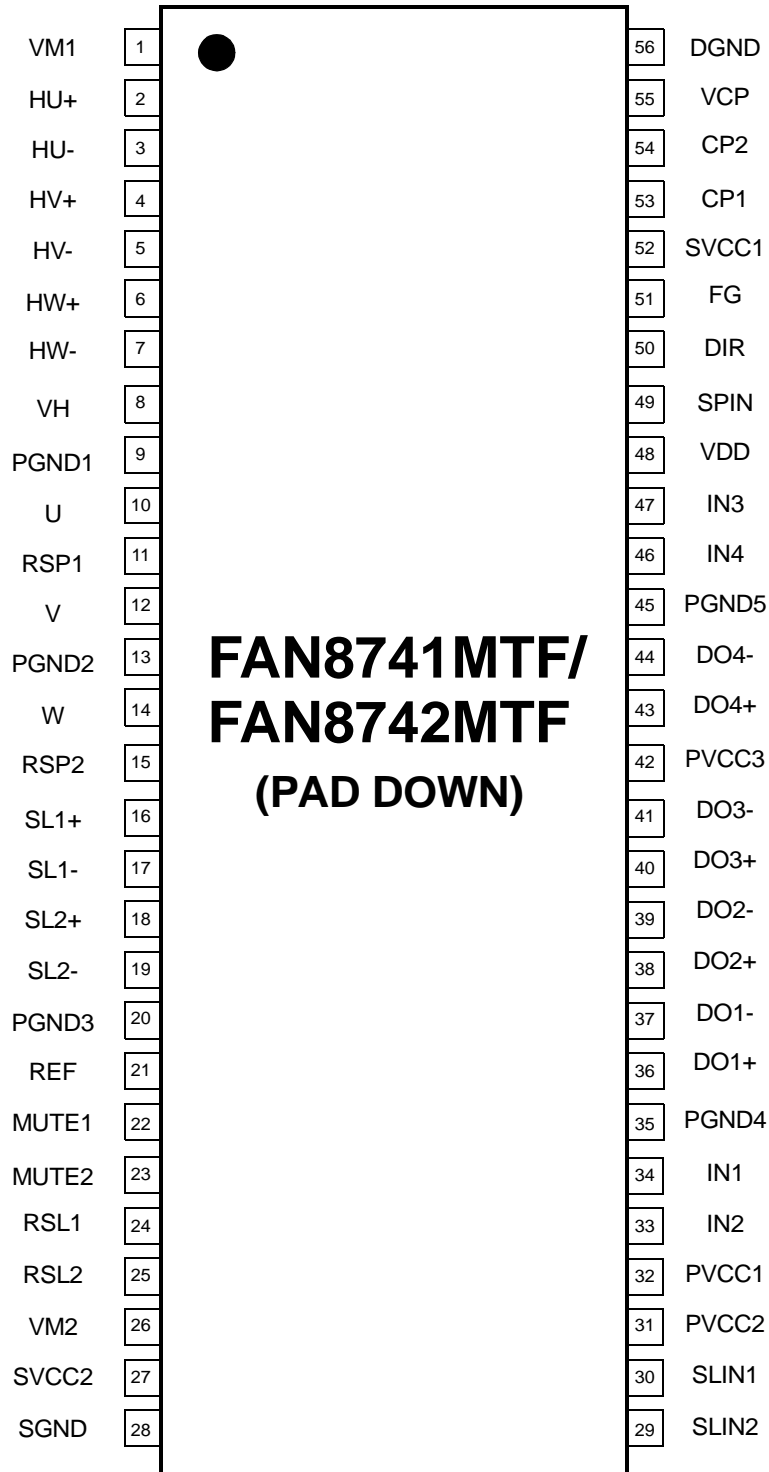 VM1 1 56 DGND
HU+ 2 55 VCP
HU- 3 54 CP2
HV+ 4 53 CP1
HV- 5 52 SVCC1
HW+ 6 51 FG
HW- 7 50 DIR
VH 8 49 SPIN
PGND1 9 48 VDD
U 10 47 IN3
RSP1 11 46 IN4
V 12 45 PGND5
PGND2 13 44 DO4-
W 14 43 DO4+
RSP2 15 42 PVCC3
SL1+ 16 41 DO3-
SL1- 17 40 DO3+
SL2+ 18 39 DO2-
SL2- 19 38 DO2+
PGND3 20 37 DO1-
REF 21 36 DO1+
MUTE1 22 35 PGND4
MUTE2 23 34 IN1
RSL1 24 33 IN2
RSL2 25 32 PVCC1
VM2 26 31 PVCC2
SVCC2 27 30 SLIN1
SGND 28 29 SLIN2
FAN8741MTF/
FAN8742MTF
(PAD DOWN)